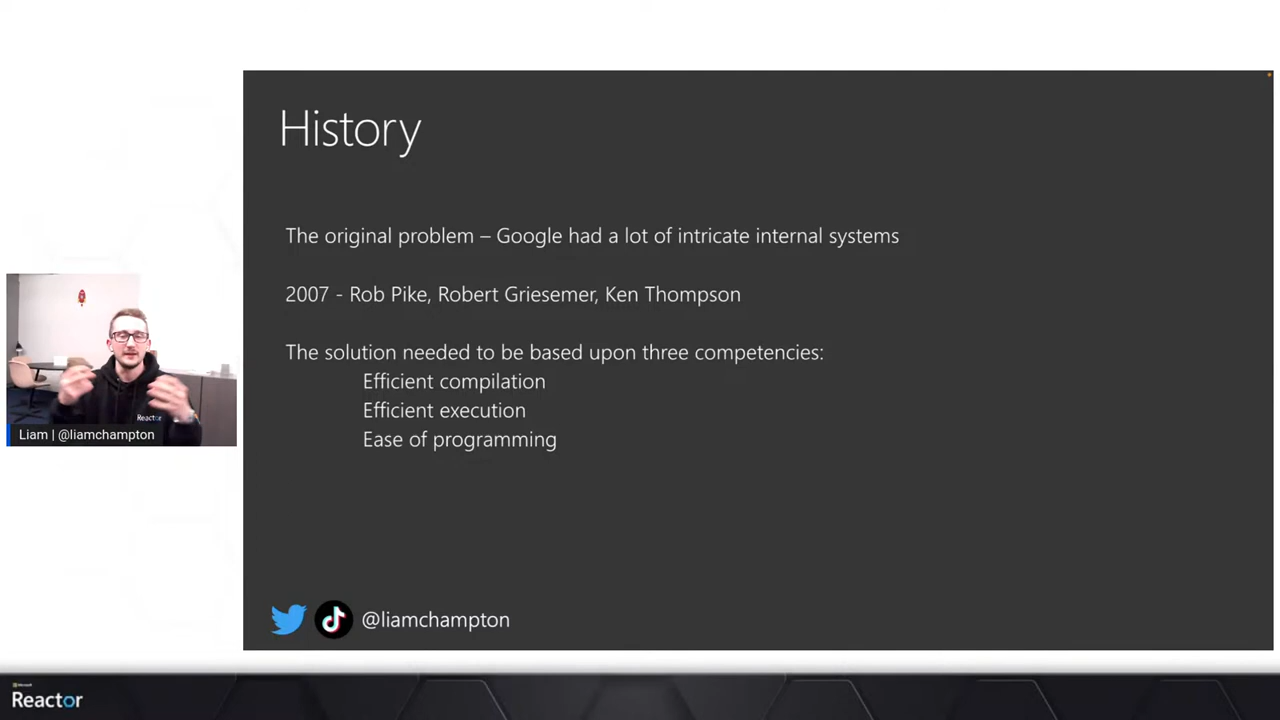 History
The original problem – Google had a lot of intricate internal systems
2007 - Rob Pike, Robert Griesemer, Ken Thompson
The solution needed to be based upon three competencies:
Efficient compilation
Efficient execution
Ease of programming
@liamchampton
Reactor
Liam | @liamchampton
Microsoft
Reactor